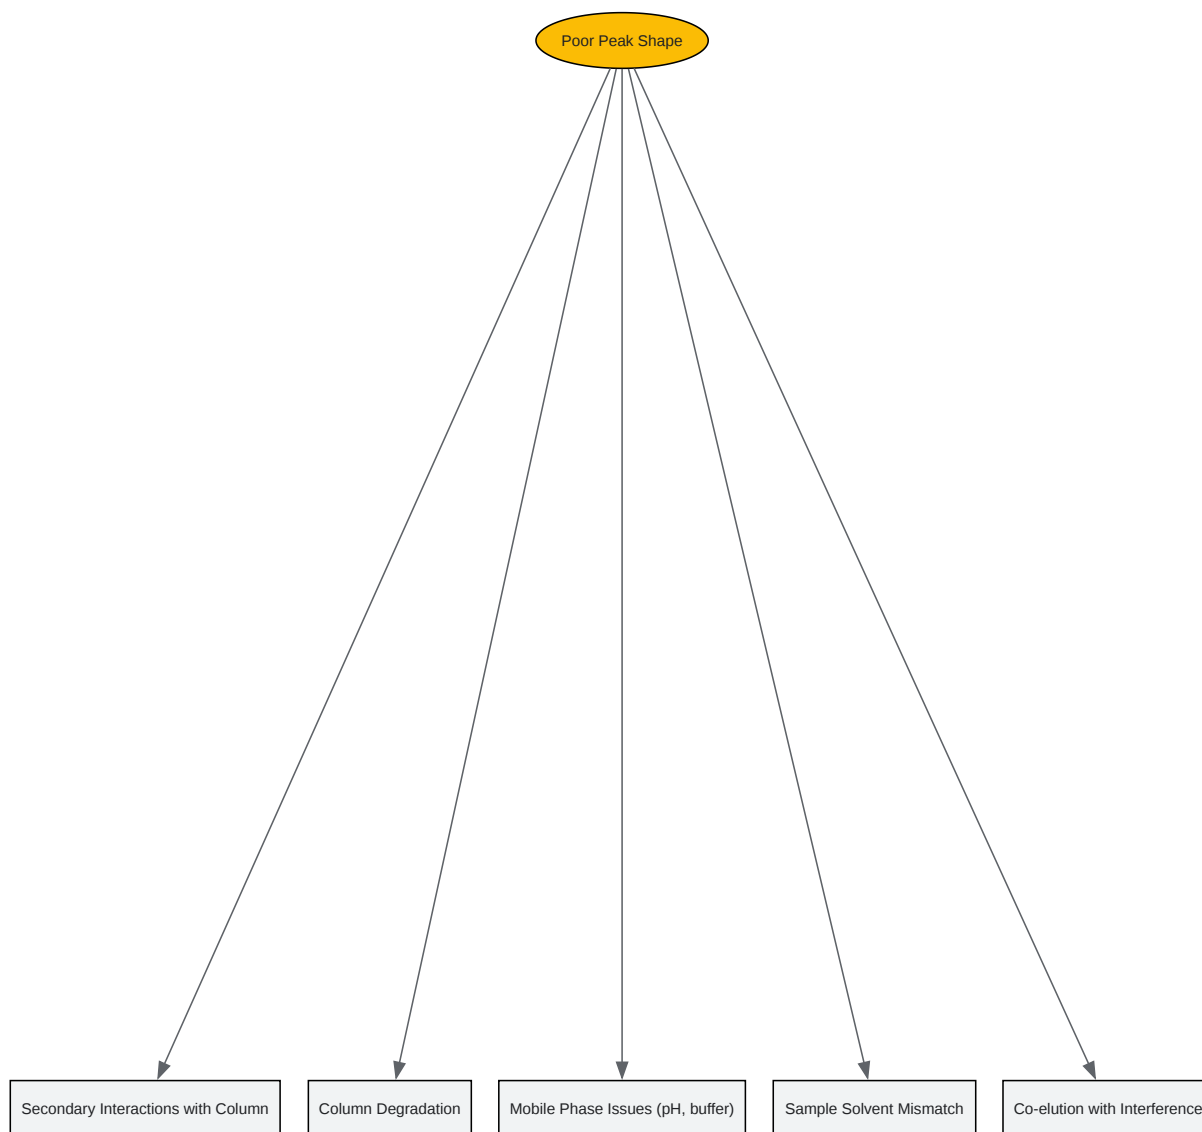 Poor Peak Shape
Secondary Interactions with Column
Column Degradation
Mobile Phase Issues (pH, buffer)
Sample Solvent Mismatch
Co-elution with Interference